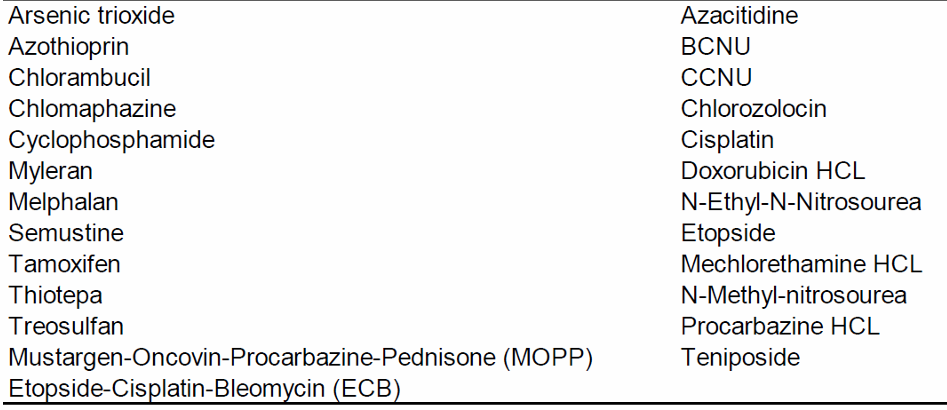 Arsenic trioxide Azacitidine
Azothioprin BCNU
Chlorambucil CCNU
Chlomaphazine Chlorozolocin
Cyclophosphamide Cisplatin
Myleran Doxorubicin HCL
Melphalan N-Ethyl-N-Nitrosourea
Semustine Etopside
Tamoxifen Mechlorethamine HCL
Thiotepa N-Methyl-nitrosourea
Treosulfan Procarbazine HCL
Mustargen-Oncovin-Procarbazine-Pednisone (MOPP) Teniposide
Etopside-Cisplatin-Bleomycin (ECB)